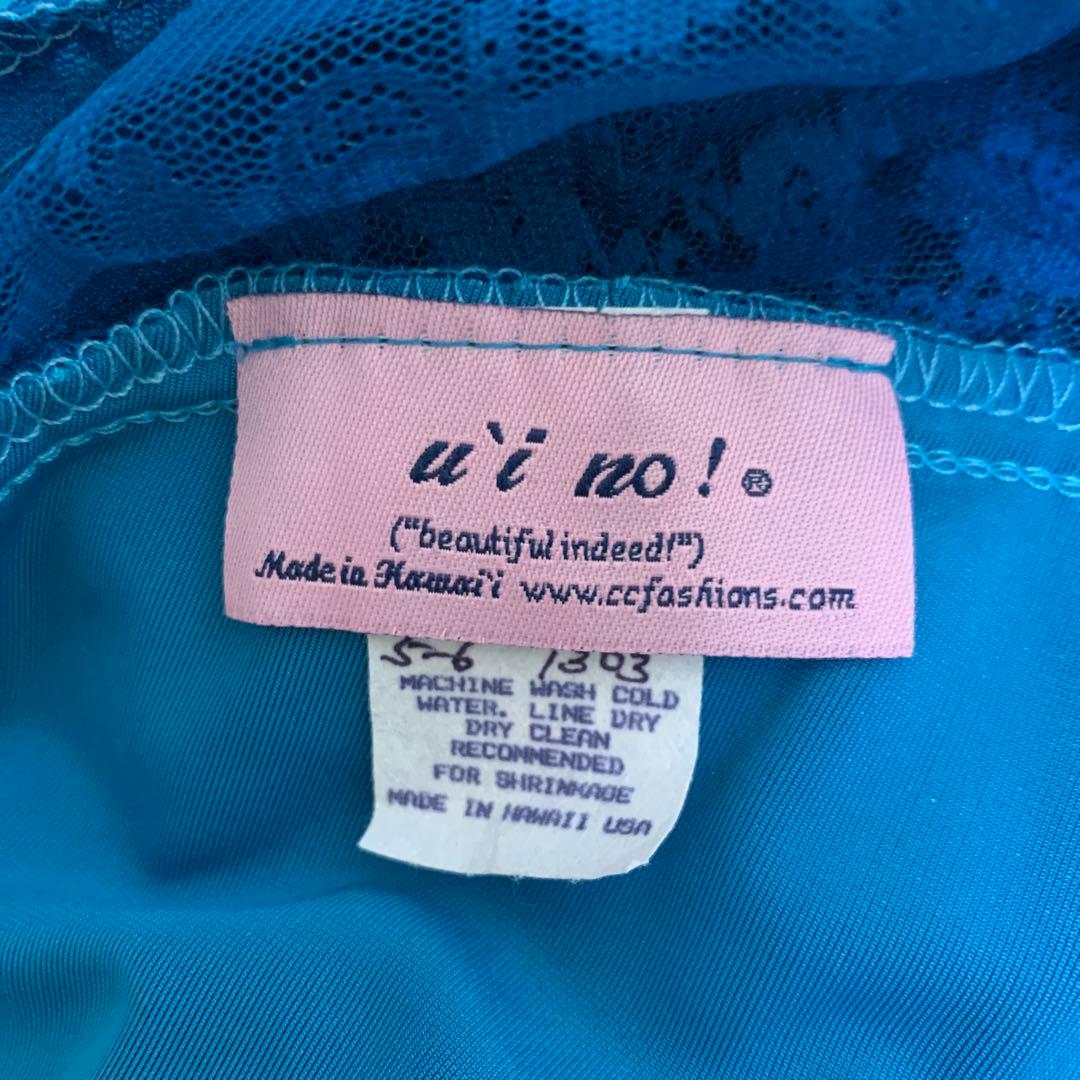 u`i no! ®
("beautiful indeed!")
Made in Hawai'i www.ccfashions.com
5-6 1303
MACHINE WASH COLD
WATER. LINE DRY
DRY CLEAN
RECOMMENDED
FOR SHRINKAGE
MADE IN HAWAII USA